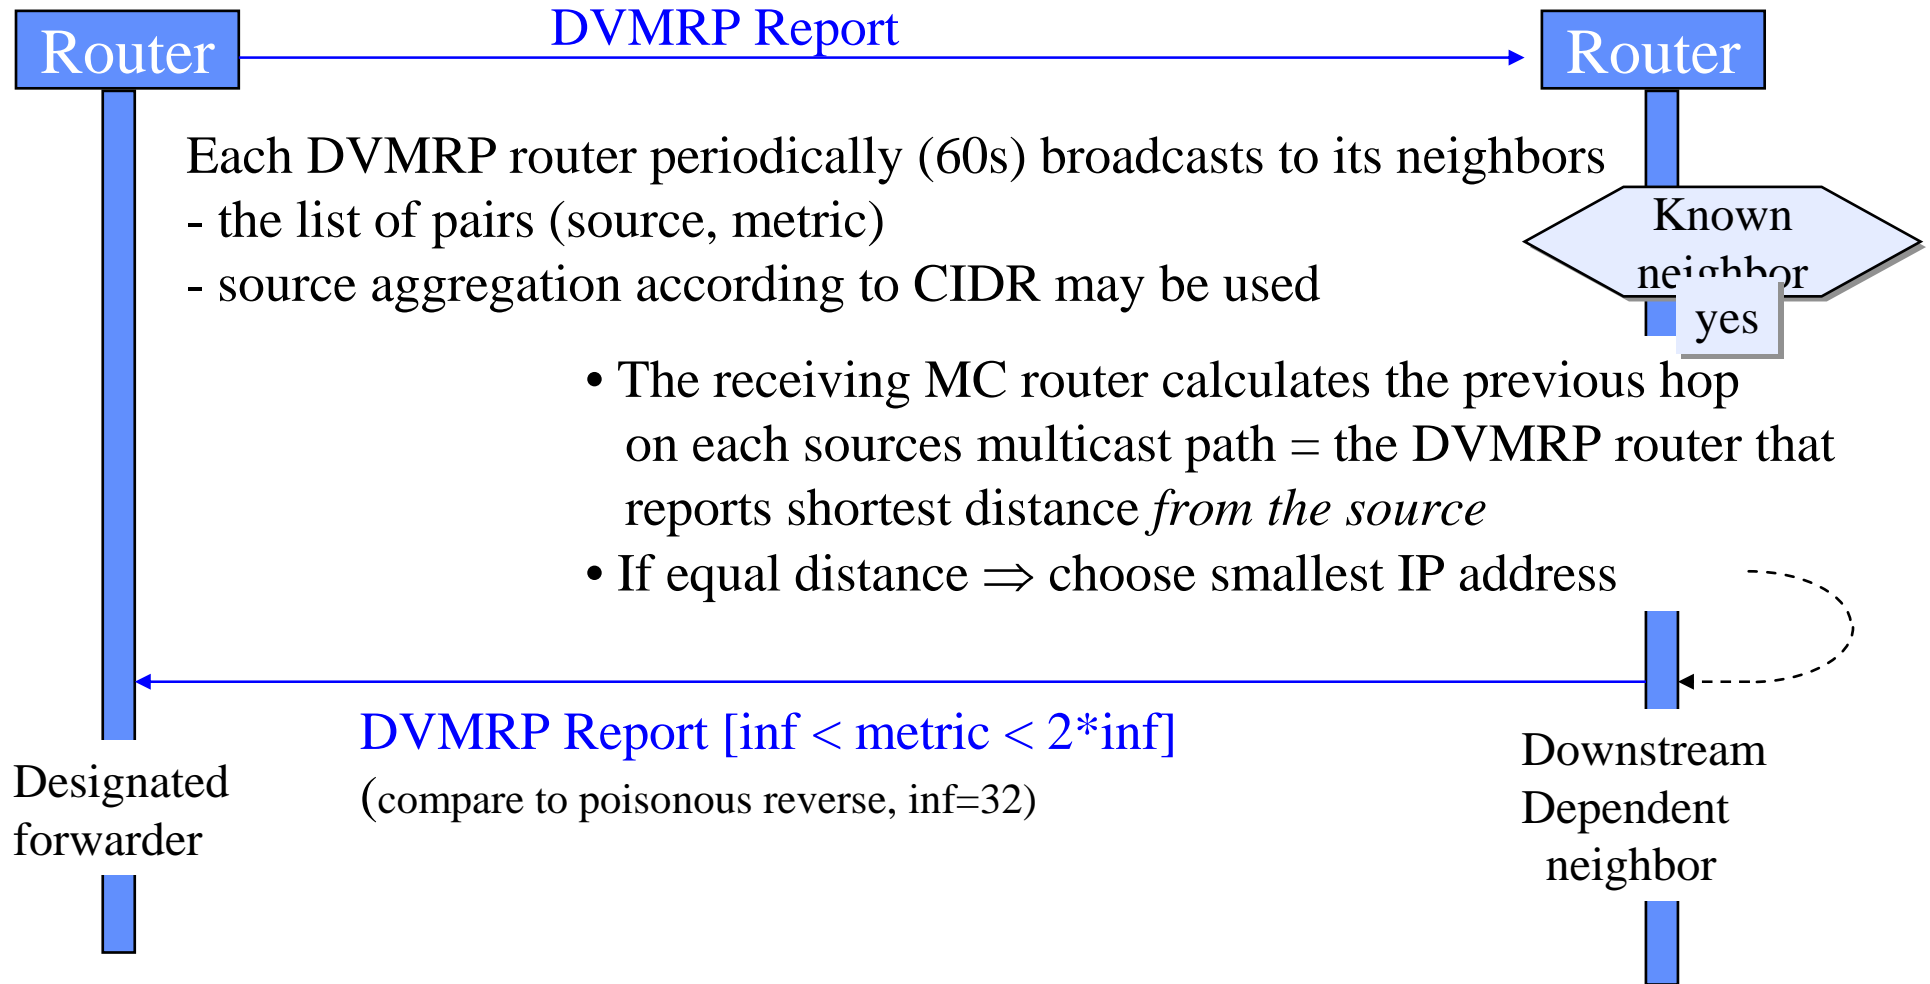 DVMRP Report
Router
Router
Each DVMRP router periodically (60s) broadcasts to its neighbors
- the list of pairs (source, metric)
- source aggregation according to CIDR may be used
Known
neighbor
yes
• The receiving MC router calculates the previous hop
on each sources multicast path = the DVMRP router that
reports shortest distance from the source
• If equal distance ⇒ choose smallest IP address
DVMRP Report [inf < metric < 2*inf]
(compare to poisonous reverse, inf=32)
Designated
forwarder
Downstream
Dependent
neighbor